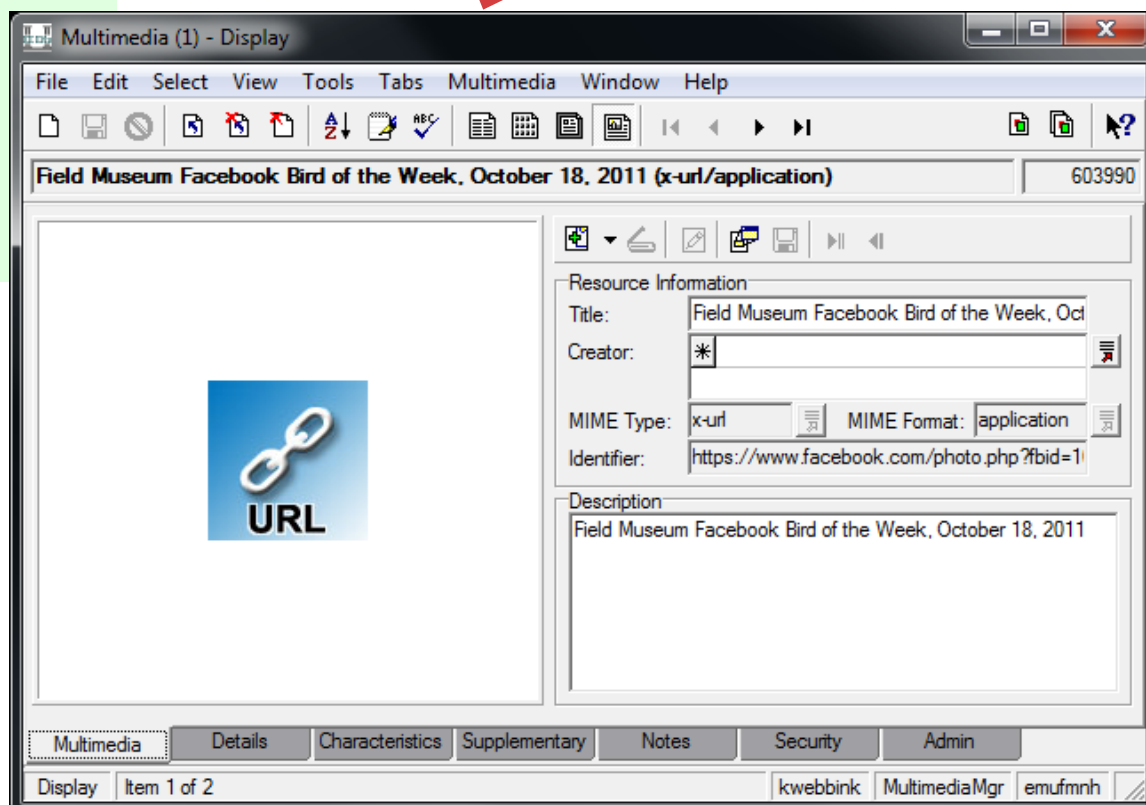 Multimedia (1) - Display
File Edit Select View Tools Tabs Multimedia Window Help
Field Museum Facebook Bird of the Week, October 18, 2011 (x-url/application) 603990
Resource Information
Title: Field Museum Facebook Bird of the Week, Oct
Creator:
MIME Type: x-url MIME Format: application
Identifier: https://www.facebook.com/photo.php?fbid=1
URL
Description
Field Museum Facebook Bird of the Week, October 18, 2011
Multimedia Details Characteristics Supplementary Notes Security Admin
Display Item 1 of 2 kwebbink MultimediaMgr emufmnh